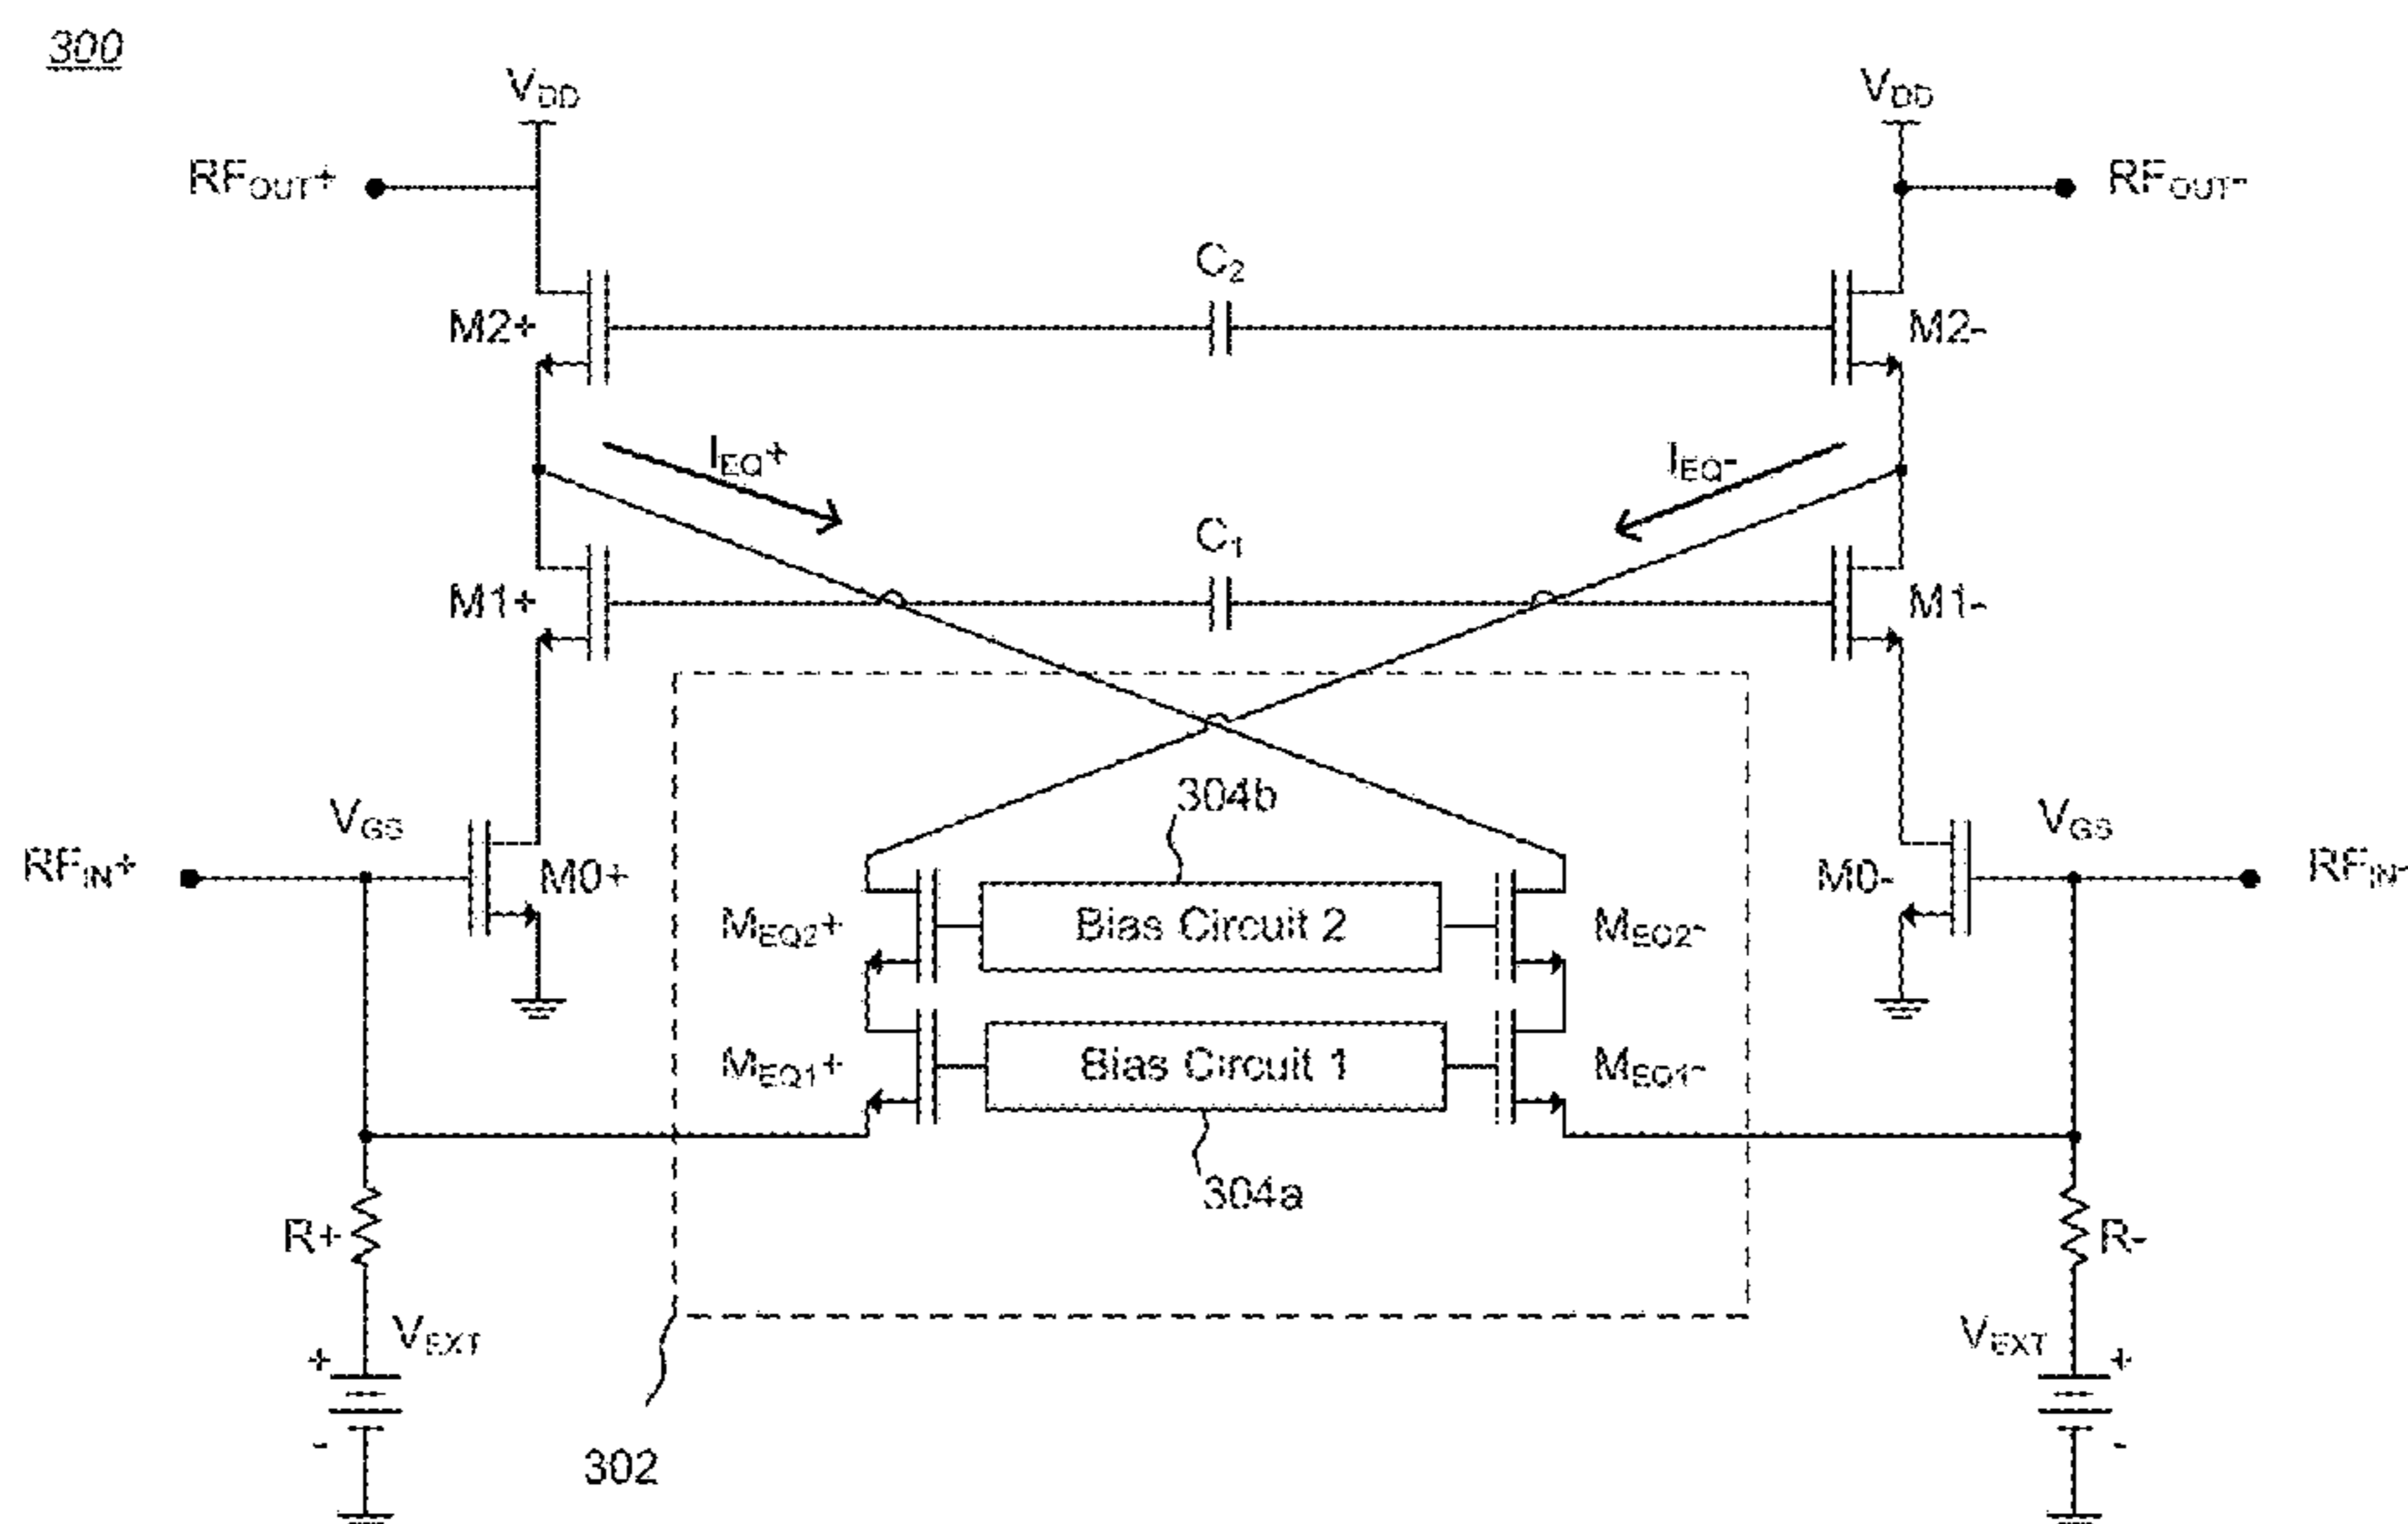 300
VDD VDD
RFOUT+ RFOUT-
C2
M2+ M2-
IEQ+ IEQ-
C1
M1+ M1-
304b
VGS VGS
RFIN+ M0+ M0- RFIN-
MEQ2+ Bias Circuit 2 MEQ2-
MEQ1+ Bias Circuit 1 MEQ1-
304a
R+ R-
VEXT VEXT
+ +
- -
302